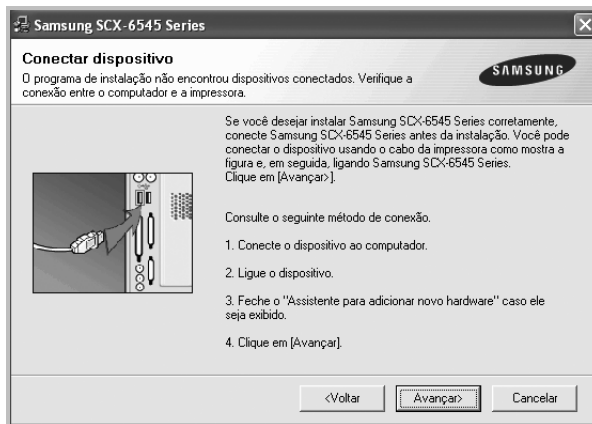 Samsung SCX-6545 Series
Conectar dispositivo
O programa de instalação não encontrou dispositivos conectados. Verifique a
conexão entre o computador e a impressora.
SAMSUNG
Se você desejar instalar Samsung SCX-6545 Series corretamente,
conecte Samsung SCX-6545 Series antes da instalação. Você pode
conectar o dispositivo usando o cabo da impressora como mostra a
figura e, em seguida, ligando Samsung SCX-6545 Series.
Clique em [Avançar>].
Consulte o seguinte método de conexão.
1. Conecte o dispositivo ao computador.
2. Ligue o dispositivo.
3. Feche o "Assistente para adicionar novo hardware" caso ele
seja exibido.
4. Clique em [Avançar].
<Voltar
Avançar>
Cancelar